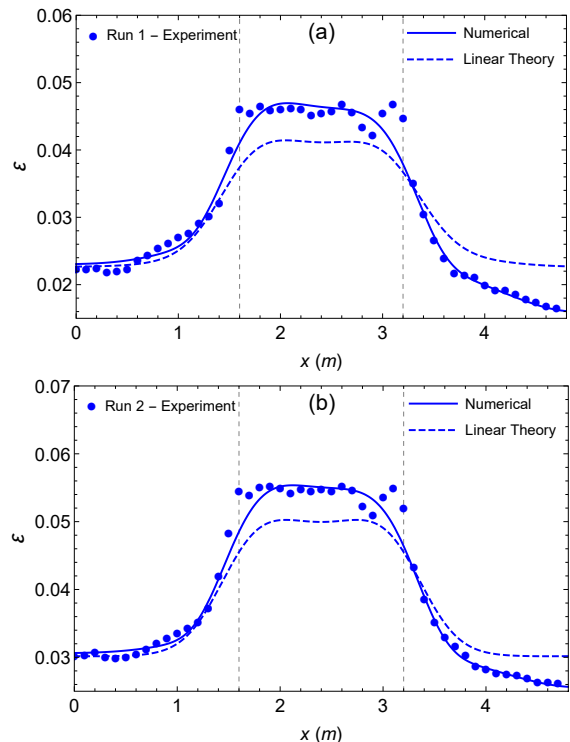 0.06
(a)
Run 1 – Experiment
Numerical
Linear Theory
0.05
0.04
ε
0.03
0.02
0
1
2
3
4
x (m)
0.07
(b)
Run 2 – Experiment
Numerical
Linear Theory
0.06
0.05
ε
0.04
0.03
0
1
2
3
4
x (m)